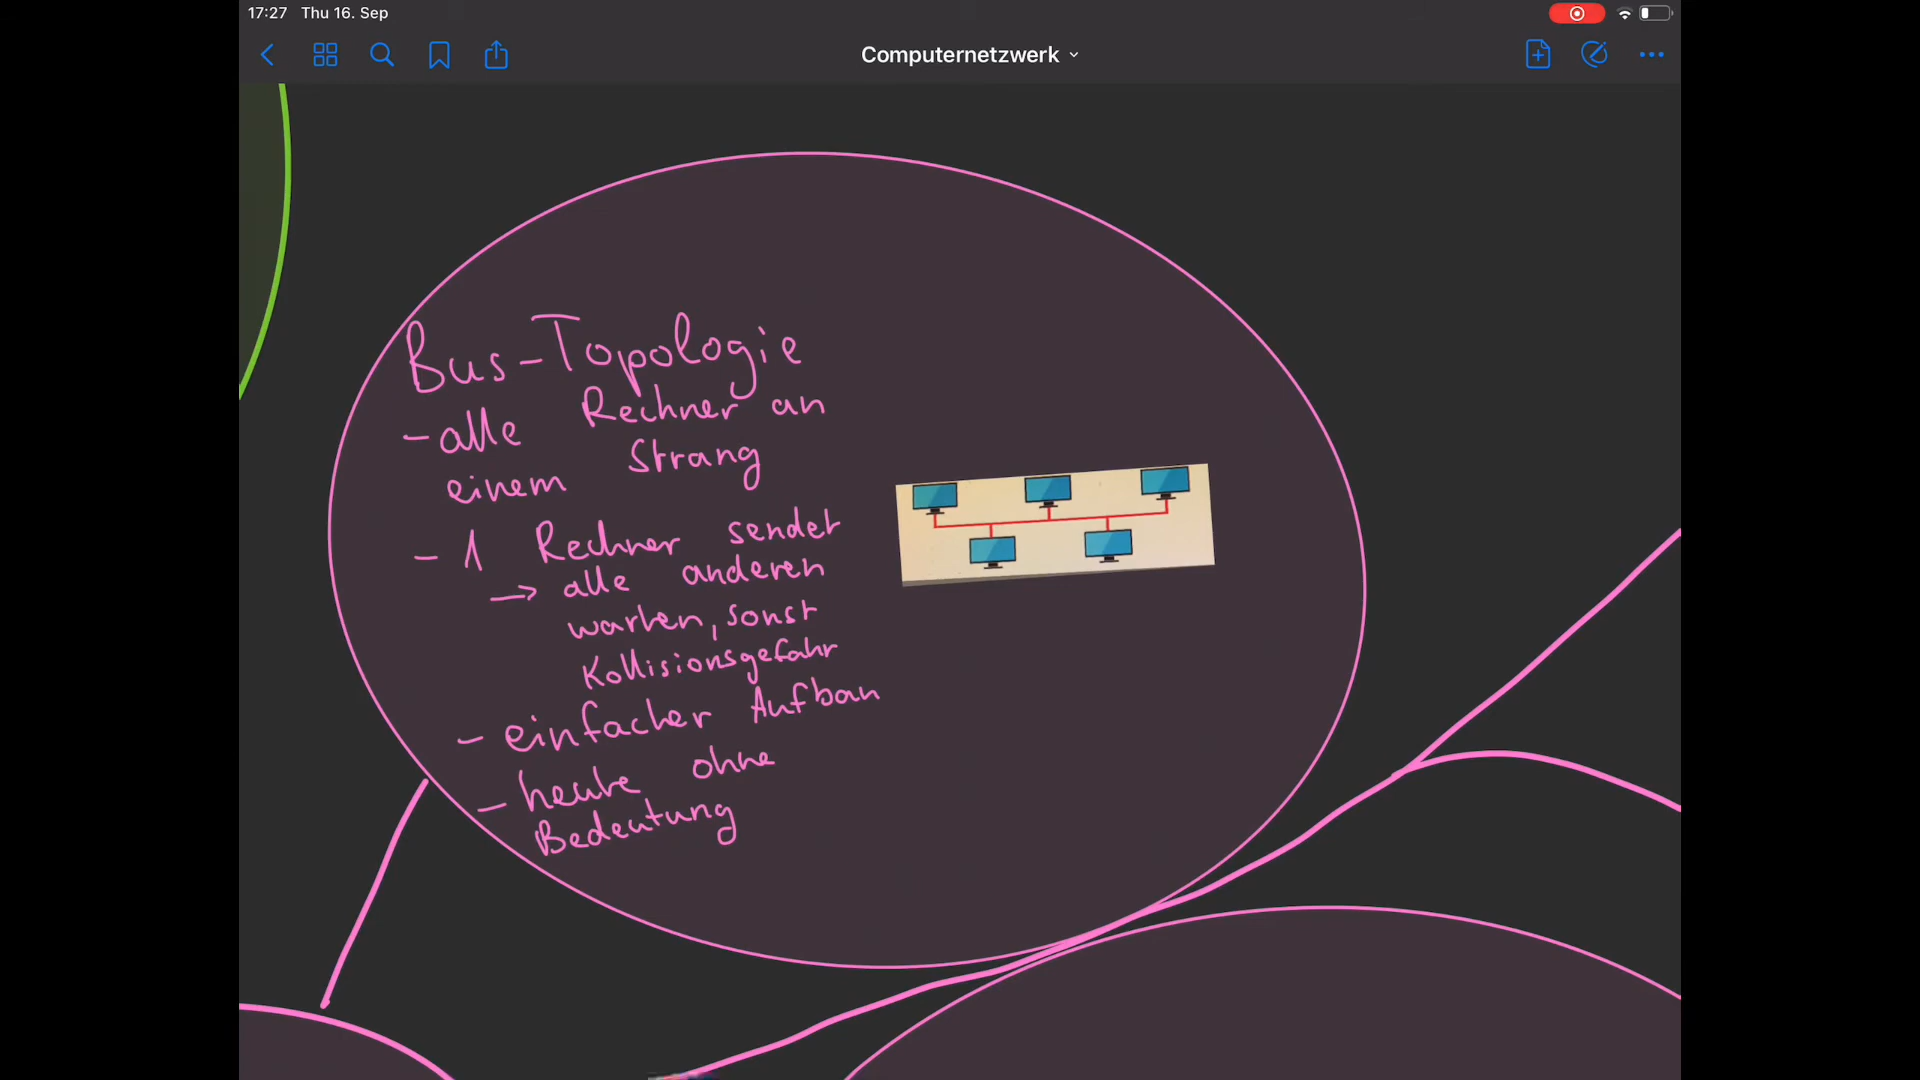 17:27 Thu 16. Sep
Computernetzwerk
Bus-Topologie
- alle Rechner an
einem Strang
- 1 Rechner sendet
→ alle anderen
warten, sonst
Kollisionsgefahr
- einfacher Aufbau
- heute ohne
Bedeutung